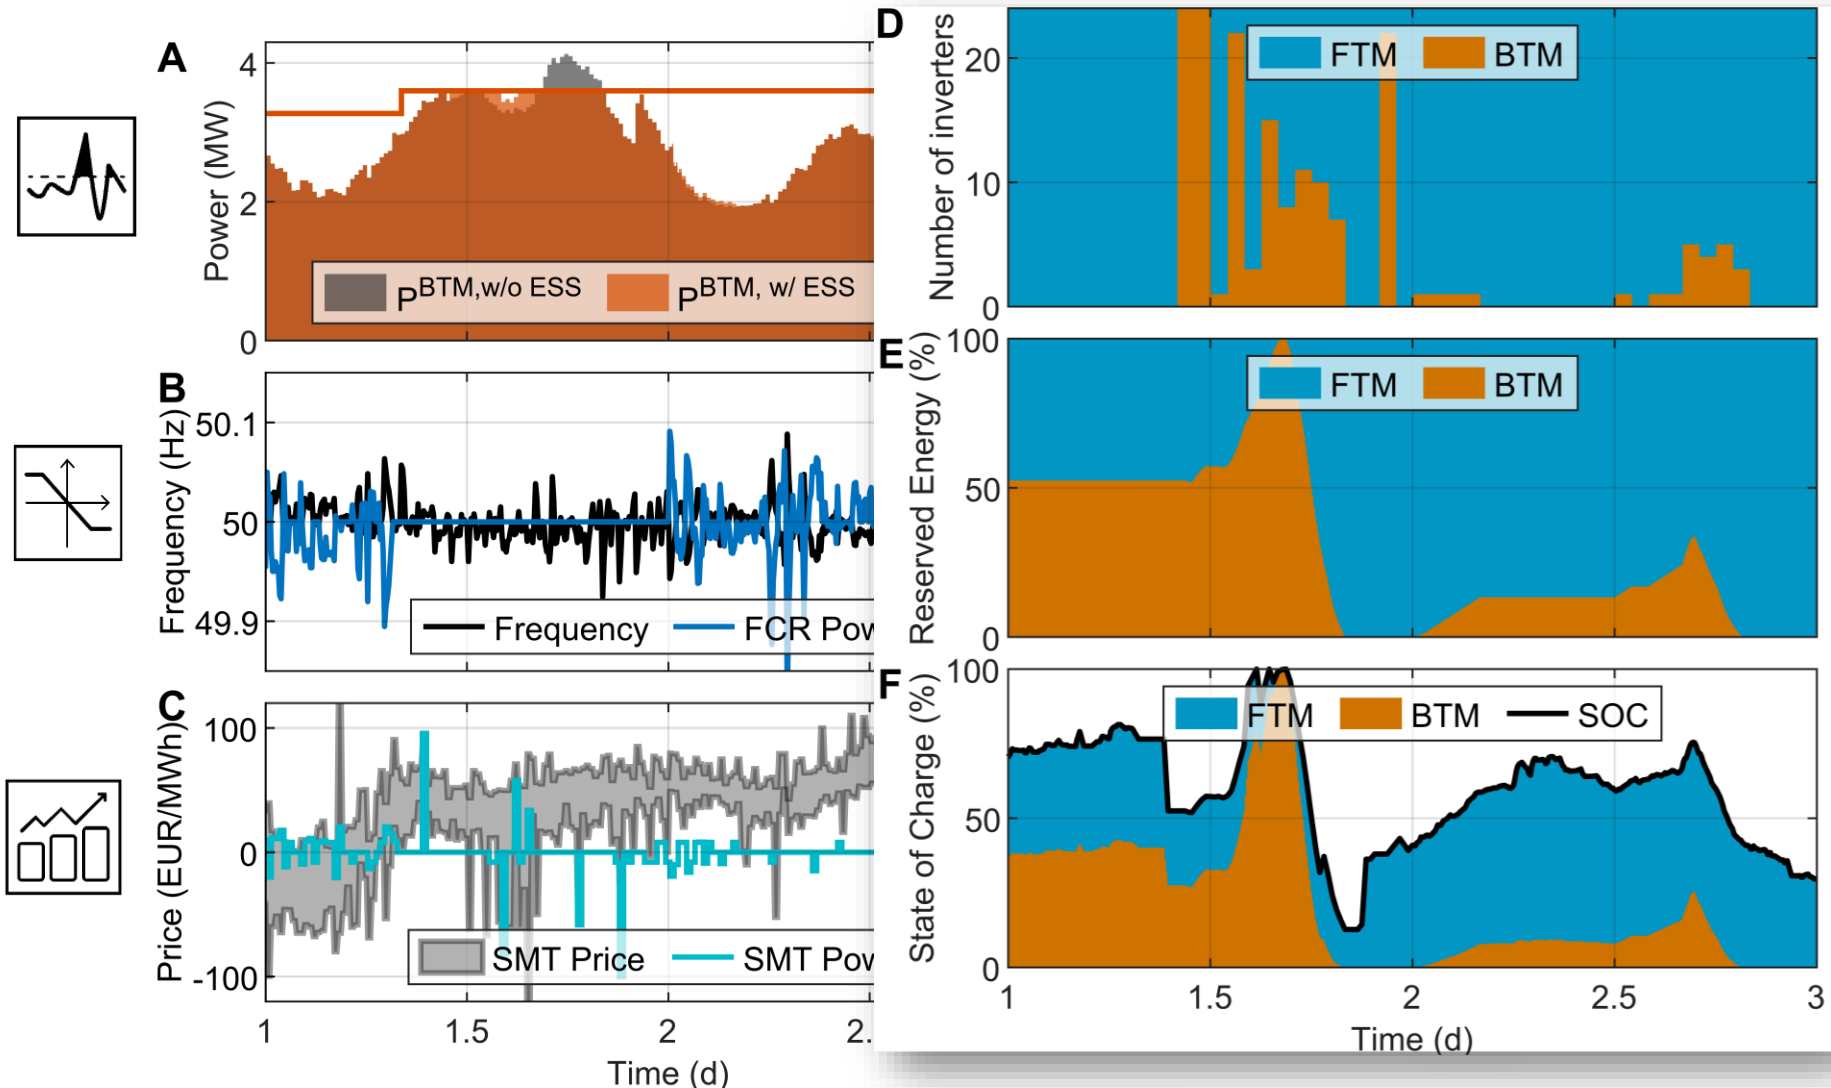 A
Power (MW)
4
2
0
P^BTM,w/o ESS
P^BTM, w/ ESS
B
Frequency (Hz)
50.1
50
49.9
Frequency
FCR Pow
C
Price (EUR/MWh)
100
0
-100
SMT Price
SMT Pow
1
1.5
2
2.
Time (d)
D
Number of inverters
20
10
0
FTM
BTM
E
Reserved Energy (%)
100
50
0
FTM
BTM
F
State of Charge (%)
100
50
0
FTM
BTM
SOC
1
1.5
2
2.5
3
Time (d)